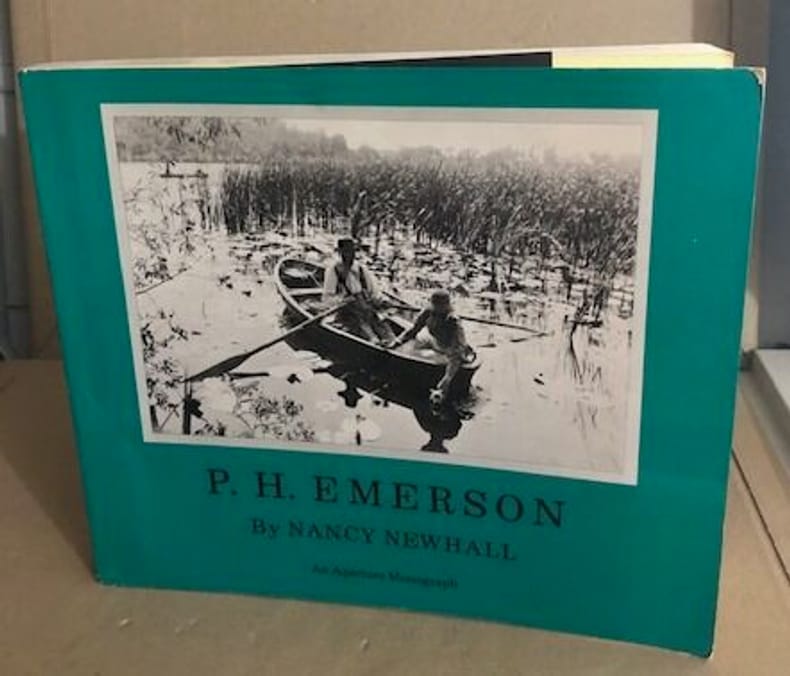 P. H. EMERSON
By NANCY NEWHALL
An Aperture Monograph